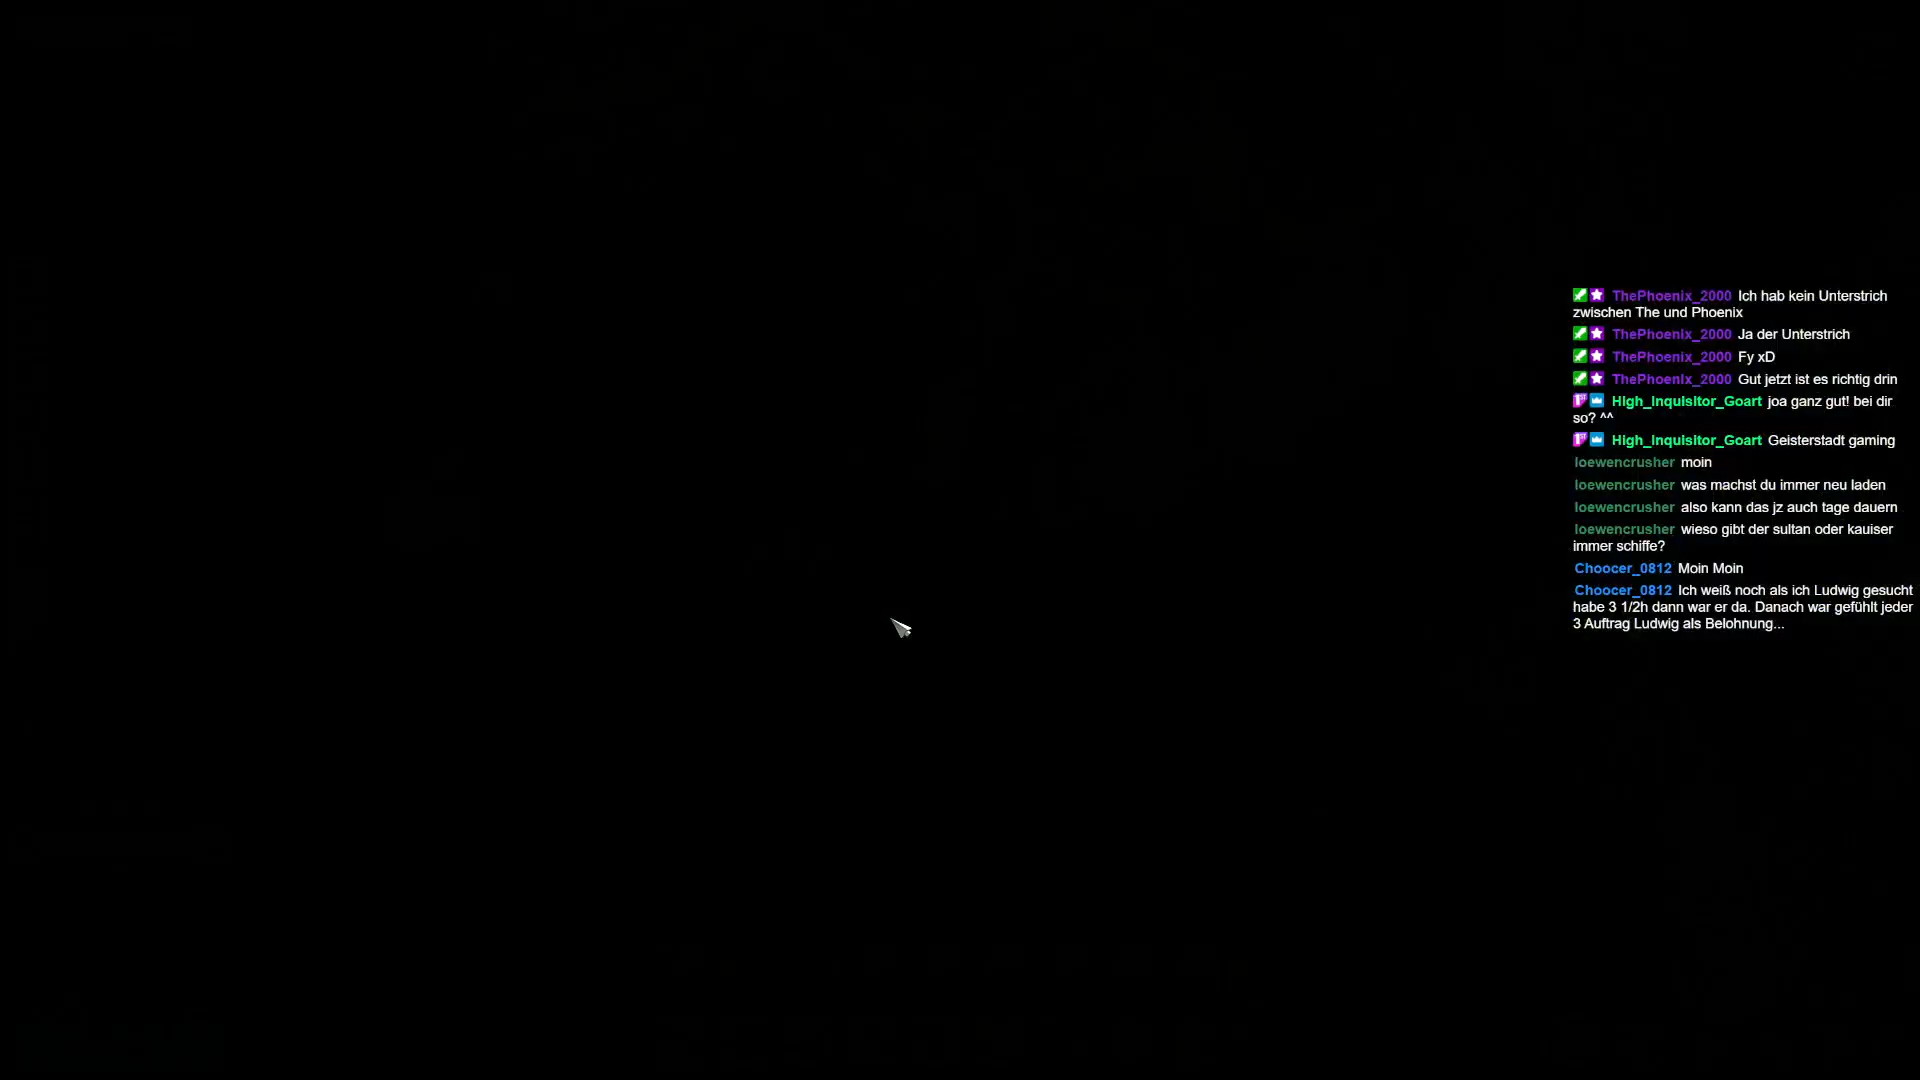 ThePhoenix_2000 Ich hab kein Unterstrich
zwischen The und Phoenix
ThePhoenix_2000 Ja der Unterstrich
ThePhoenix_2000 Fy xD
ThePhoenix_2000 Gut jetzt ist es richtig drin
High_Inquisitor_Goart joa ganz gut! bei dir
so? ^^
High_Inquisitor_Goart Geisterstadt gaming
loewencrusher moin
loewencrusher was machst du immer neu laden
loewencrusher also kann das jz auch tage dauern
loewencrusher wieso gibt der sultan oder kauiser
immer schiffe?
Choocer_0812 Moin Moin
Choocer_0812 Ich weiß noch als ich Ludwig gesucht
habe 3 1/2h dann war er da. Danach war gefühlt jeder
3 Auftrag Ludwig als Belohnung...